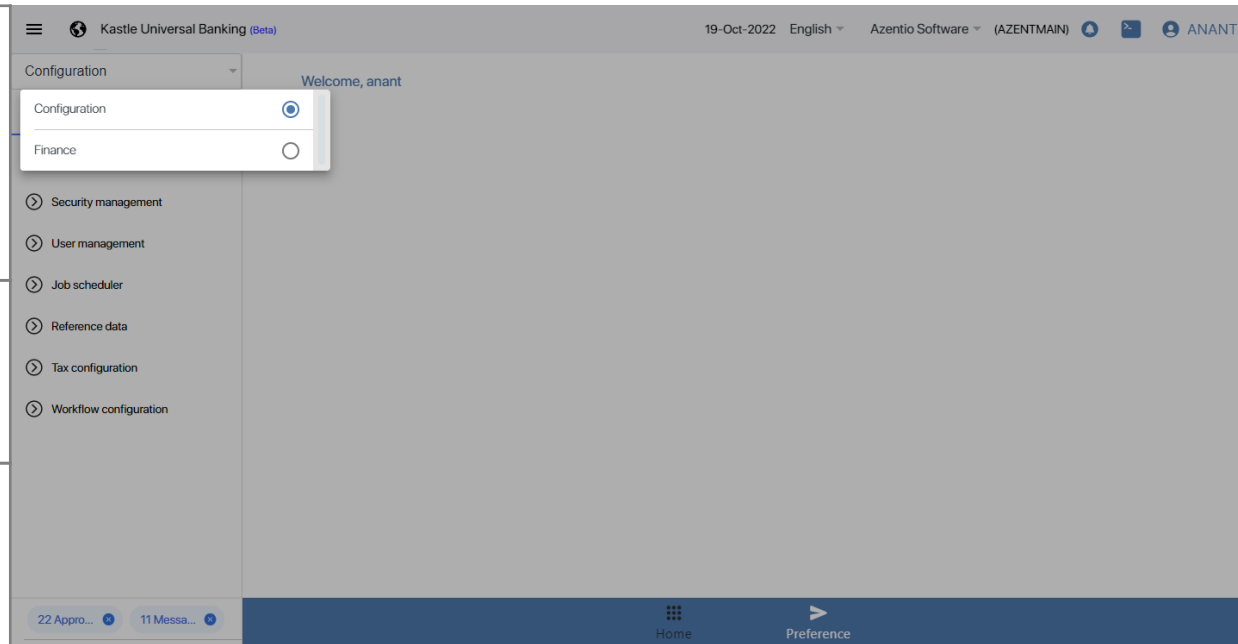 Kastle Universal Banking (Beta)
19-Oct-2022 English Azentio Software (AZENTMAIN) ANANT
Configuration
Welcome, anant
Configuration
Finance
Security management
User management
Job scheduler
Reference data
Tax configuration
Workflow configuration
22 Appro... 11 Messa...
Home Preference